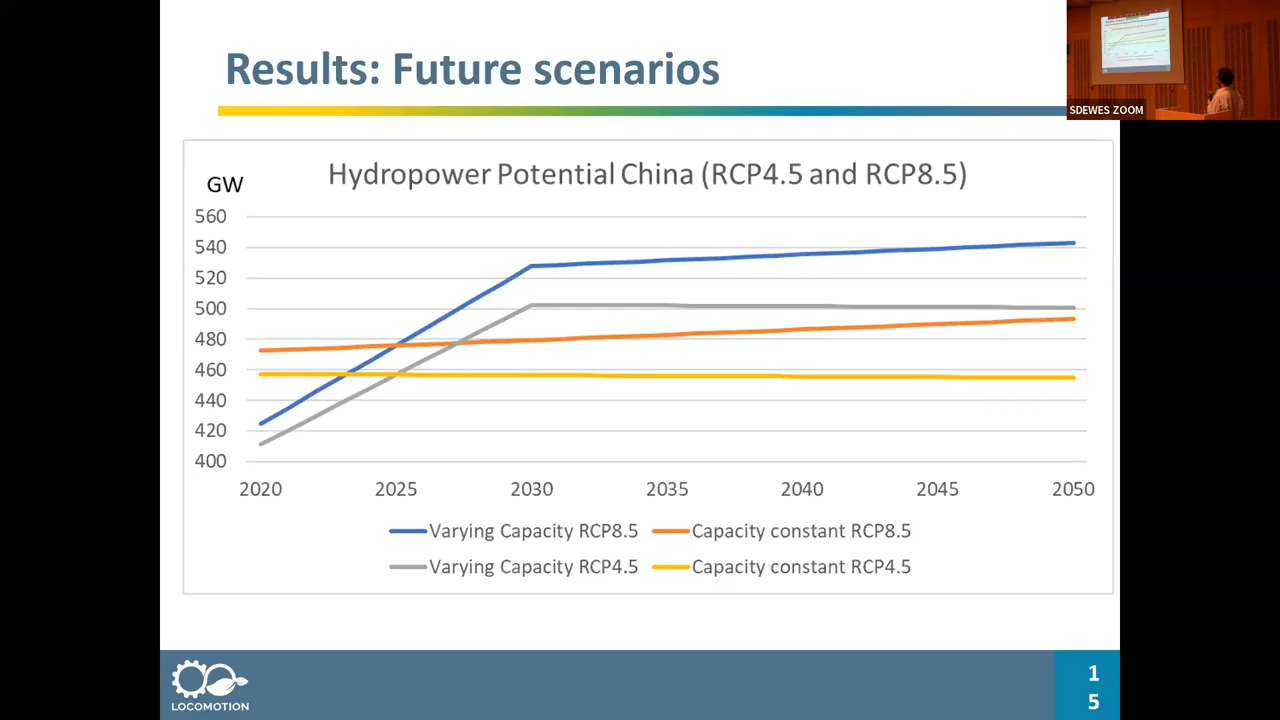 Results: Future scenarios
SDEWES ZOOM
Hydropower Potential China (RCP4.5 and RCP8.5)
GW
560
540
520
500
480
460
440
420
400
2020 2025 2030 2035 2040 2045 2050
Varying Capacity RCP8.5 Capacity constant RCP8.5
Varying Capacity RCP4.5 Capacity constant RCP4.5
LOCOMOTION
1
5